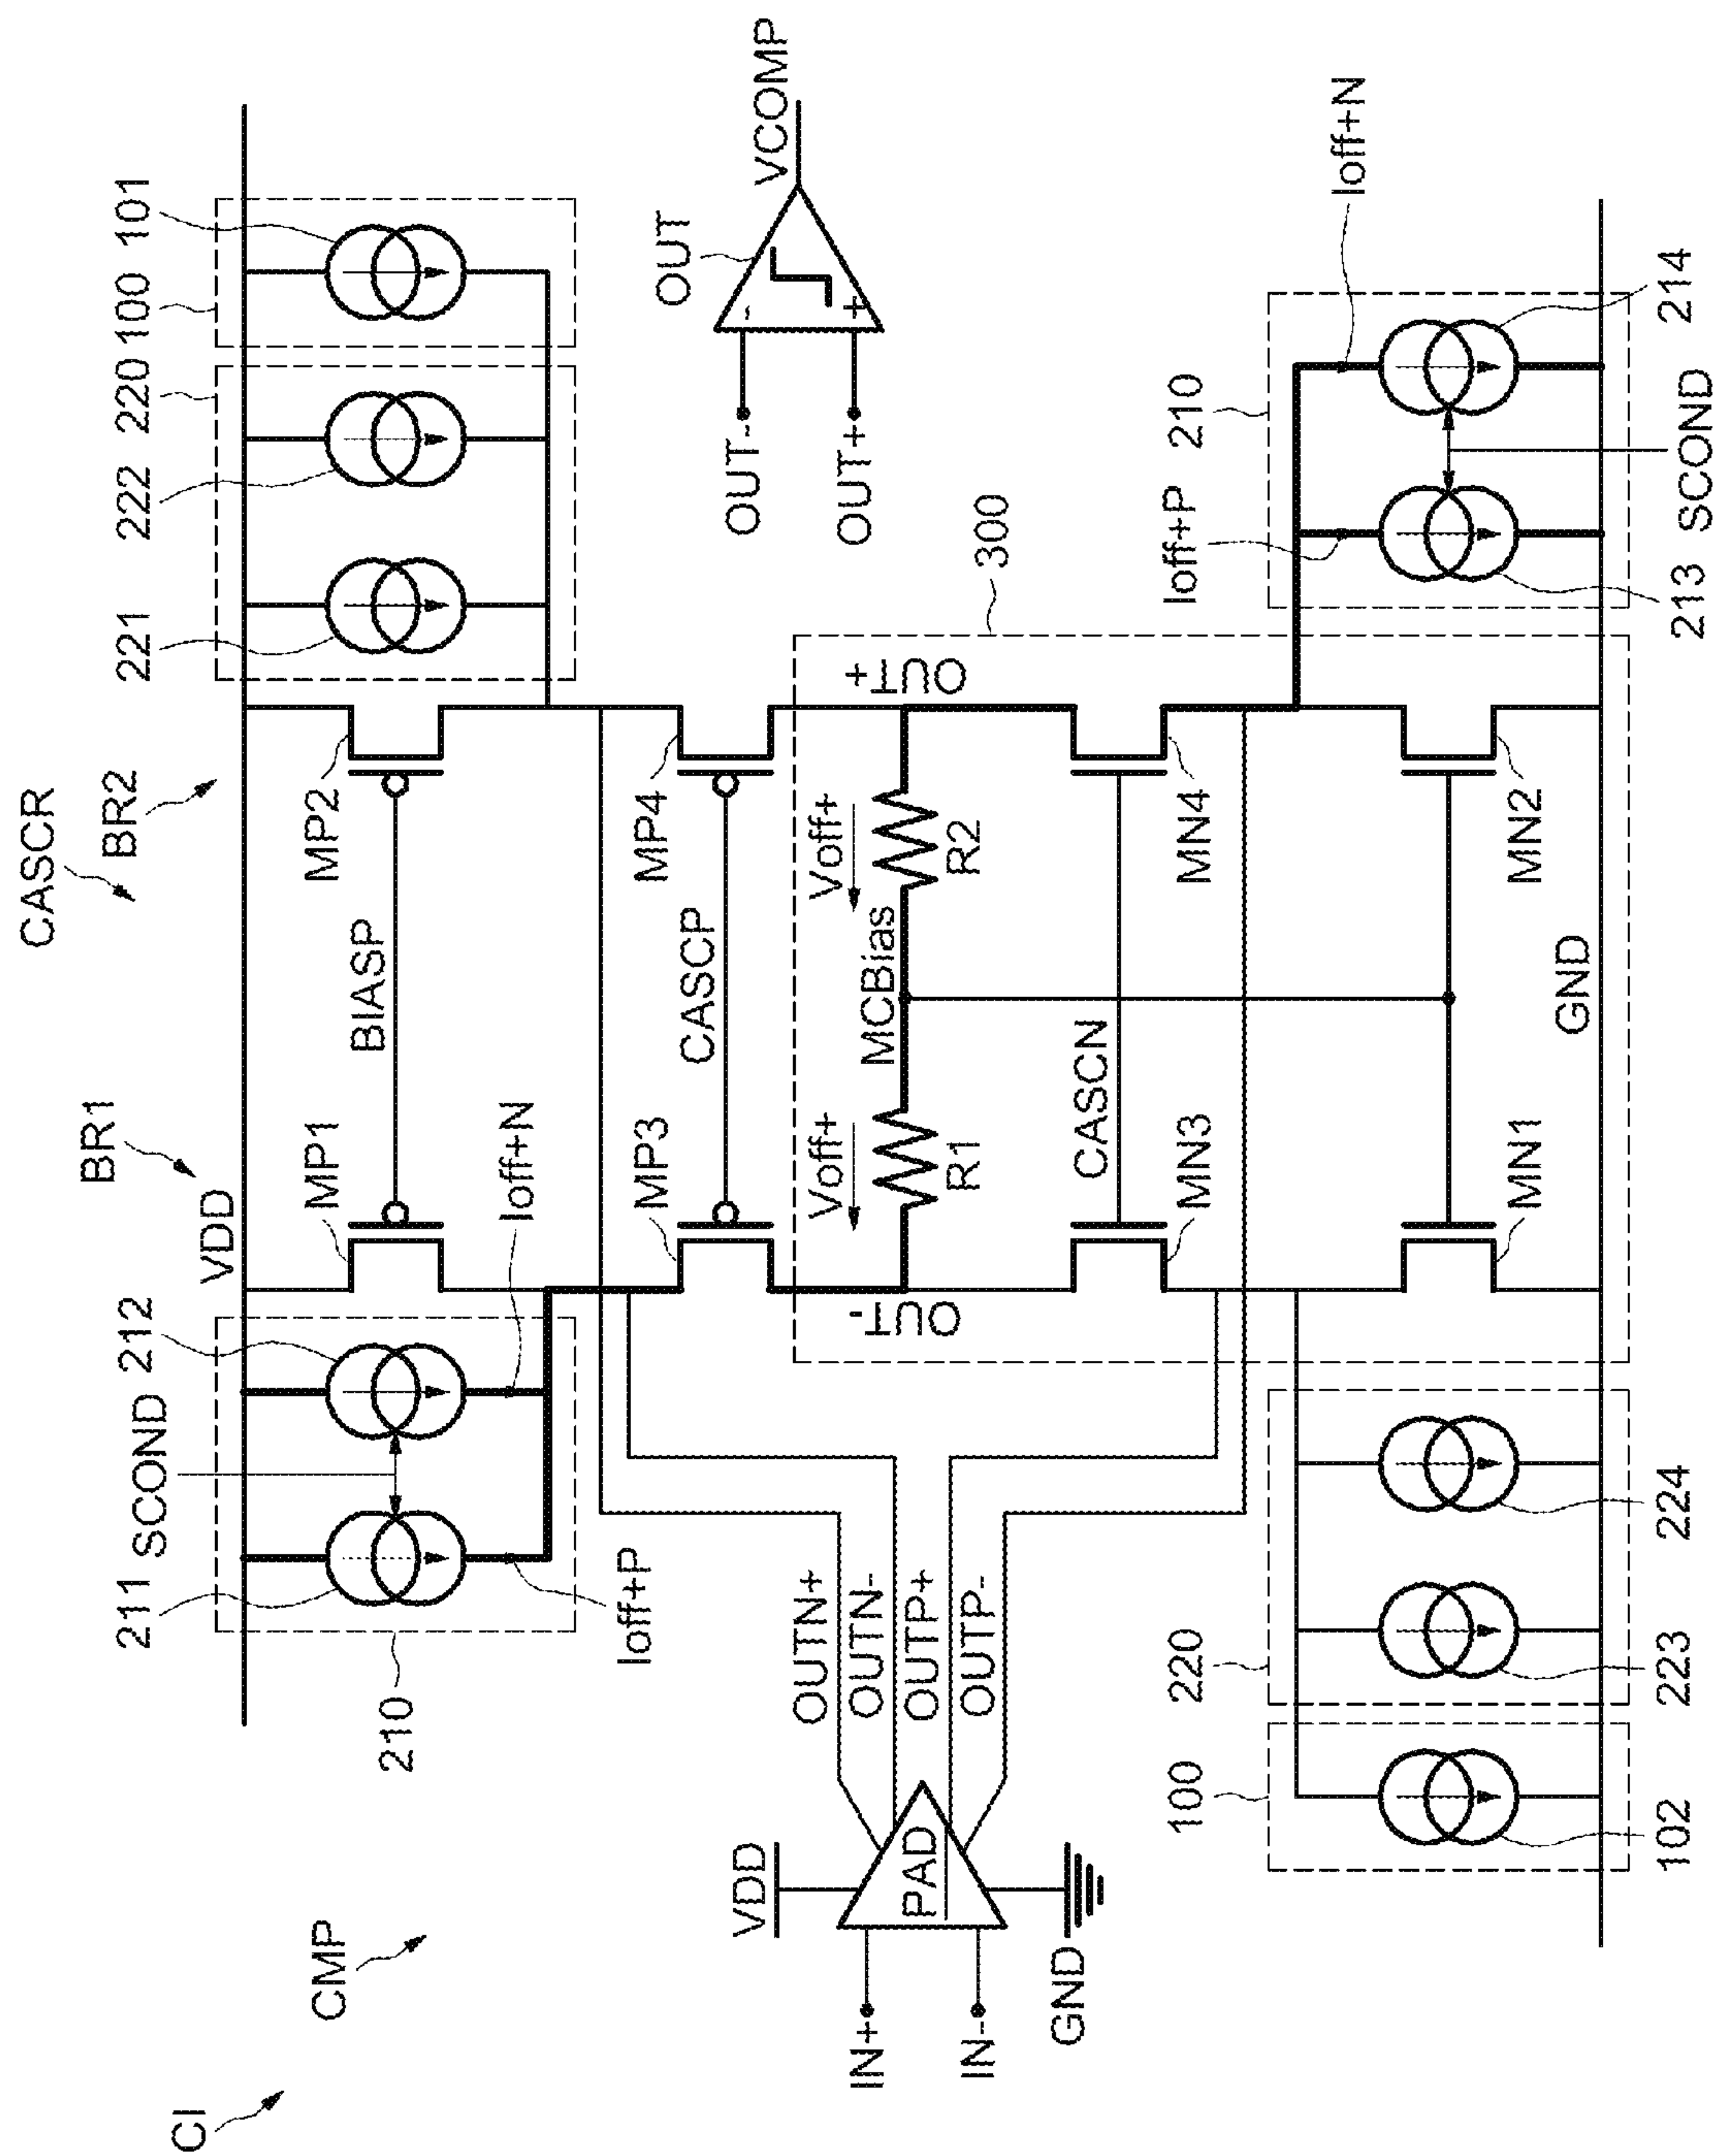 CI
CMP
CASCR
BR1
BR2
VDD
211
SCOND
212
210
Ioff+P
Ioff+N
MP1
BIASP
MP2
221
222
220
100
101
MP3
CASCP
MP4
OUTN+
OUTN-
OUTP+
OUTP-
VDD
IN+
IN-
PAD
GND
OUT-
Voff+
R1
MCBias
Voff+
R2
OUT+
300
OUT-
OUT+
OUT
-
+
VCOMP
MN3
CASCN
MN4
MN1
MN2
GND
100
102
220
223
224
210
Ioff+P
Ioff+N
213
SCOND
214